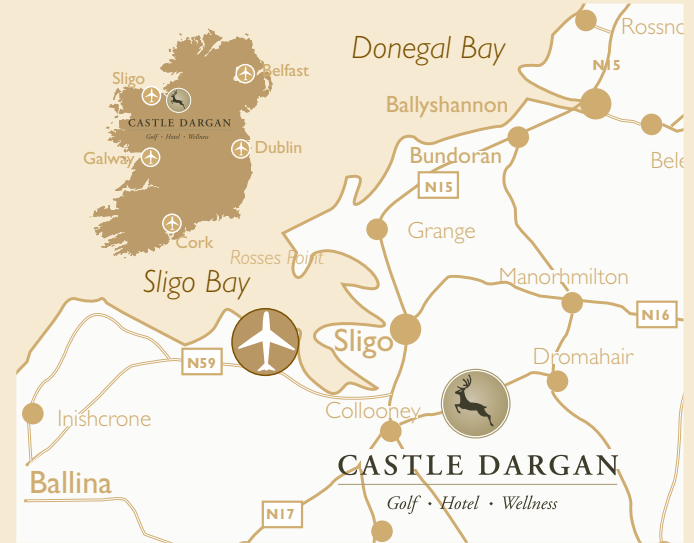 Donegal Bay
Rossno
N15
Ballyshannon
Bundoran
Bele
N15
Sligo
Belfast
CASTLE DARGAN
Golf · Hotel · Wellness
Galway
Dublin
Cork
Grange
Rosses Point
Sligo Bay
Manorhmilton
N16
Sligo
N59
Dromahair
Inishcrone
Collooney
CASTLE DARGAN
Golf · Hotel · Wellness
Ballina
N17